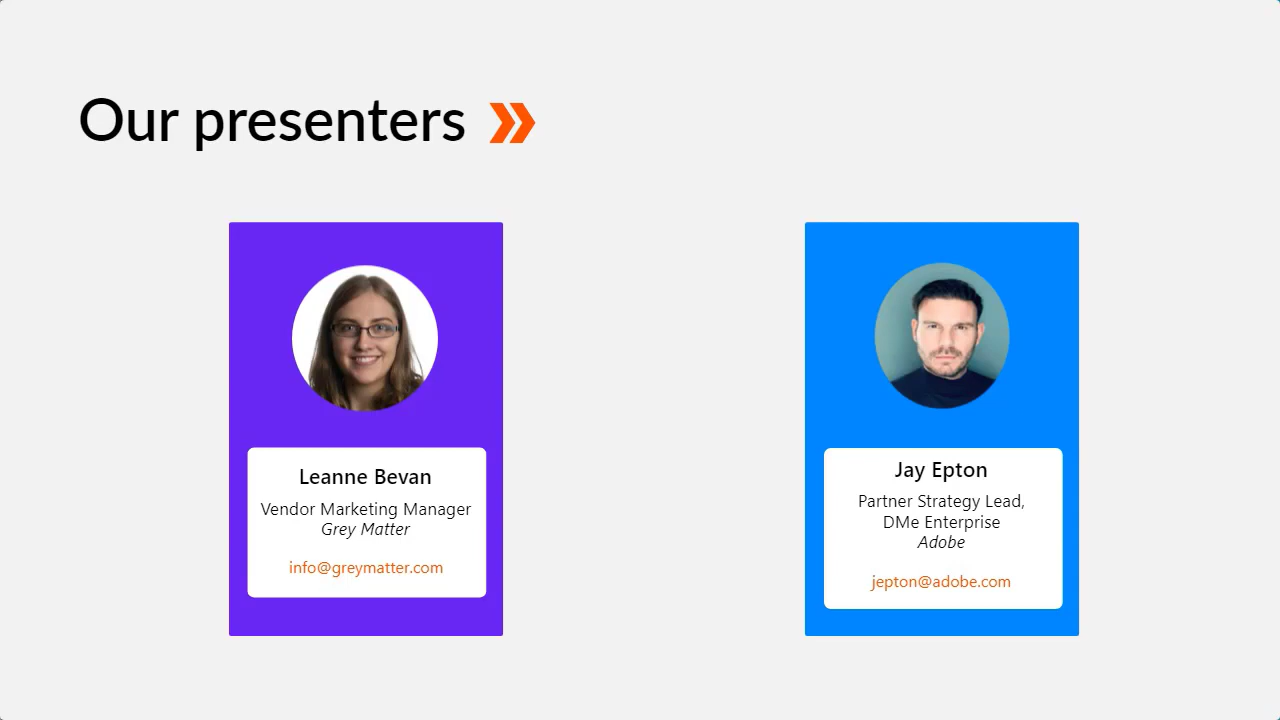 Our presenters
Leanne Bevan
Vendor Marketing Manager
Grey Matter
info@greymatter.com
Jay Epton
Partner Strategy Lead,
DMe Enterprise
Adobe
jepton@adobe.com